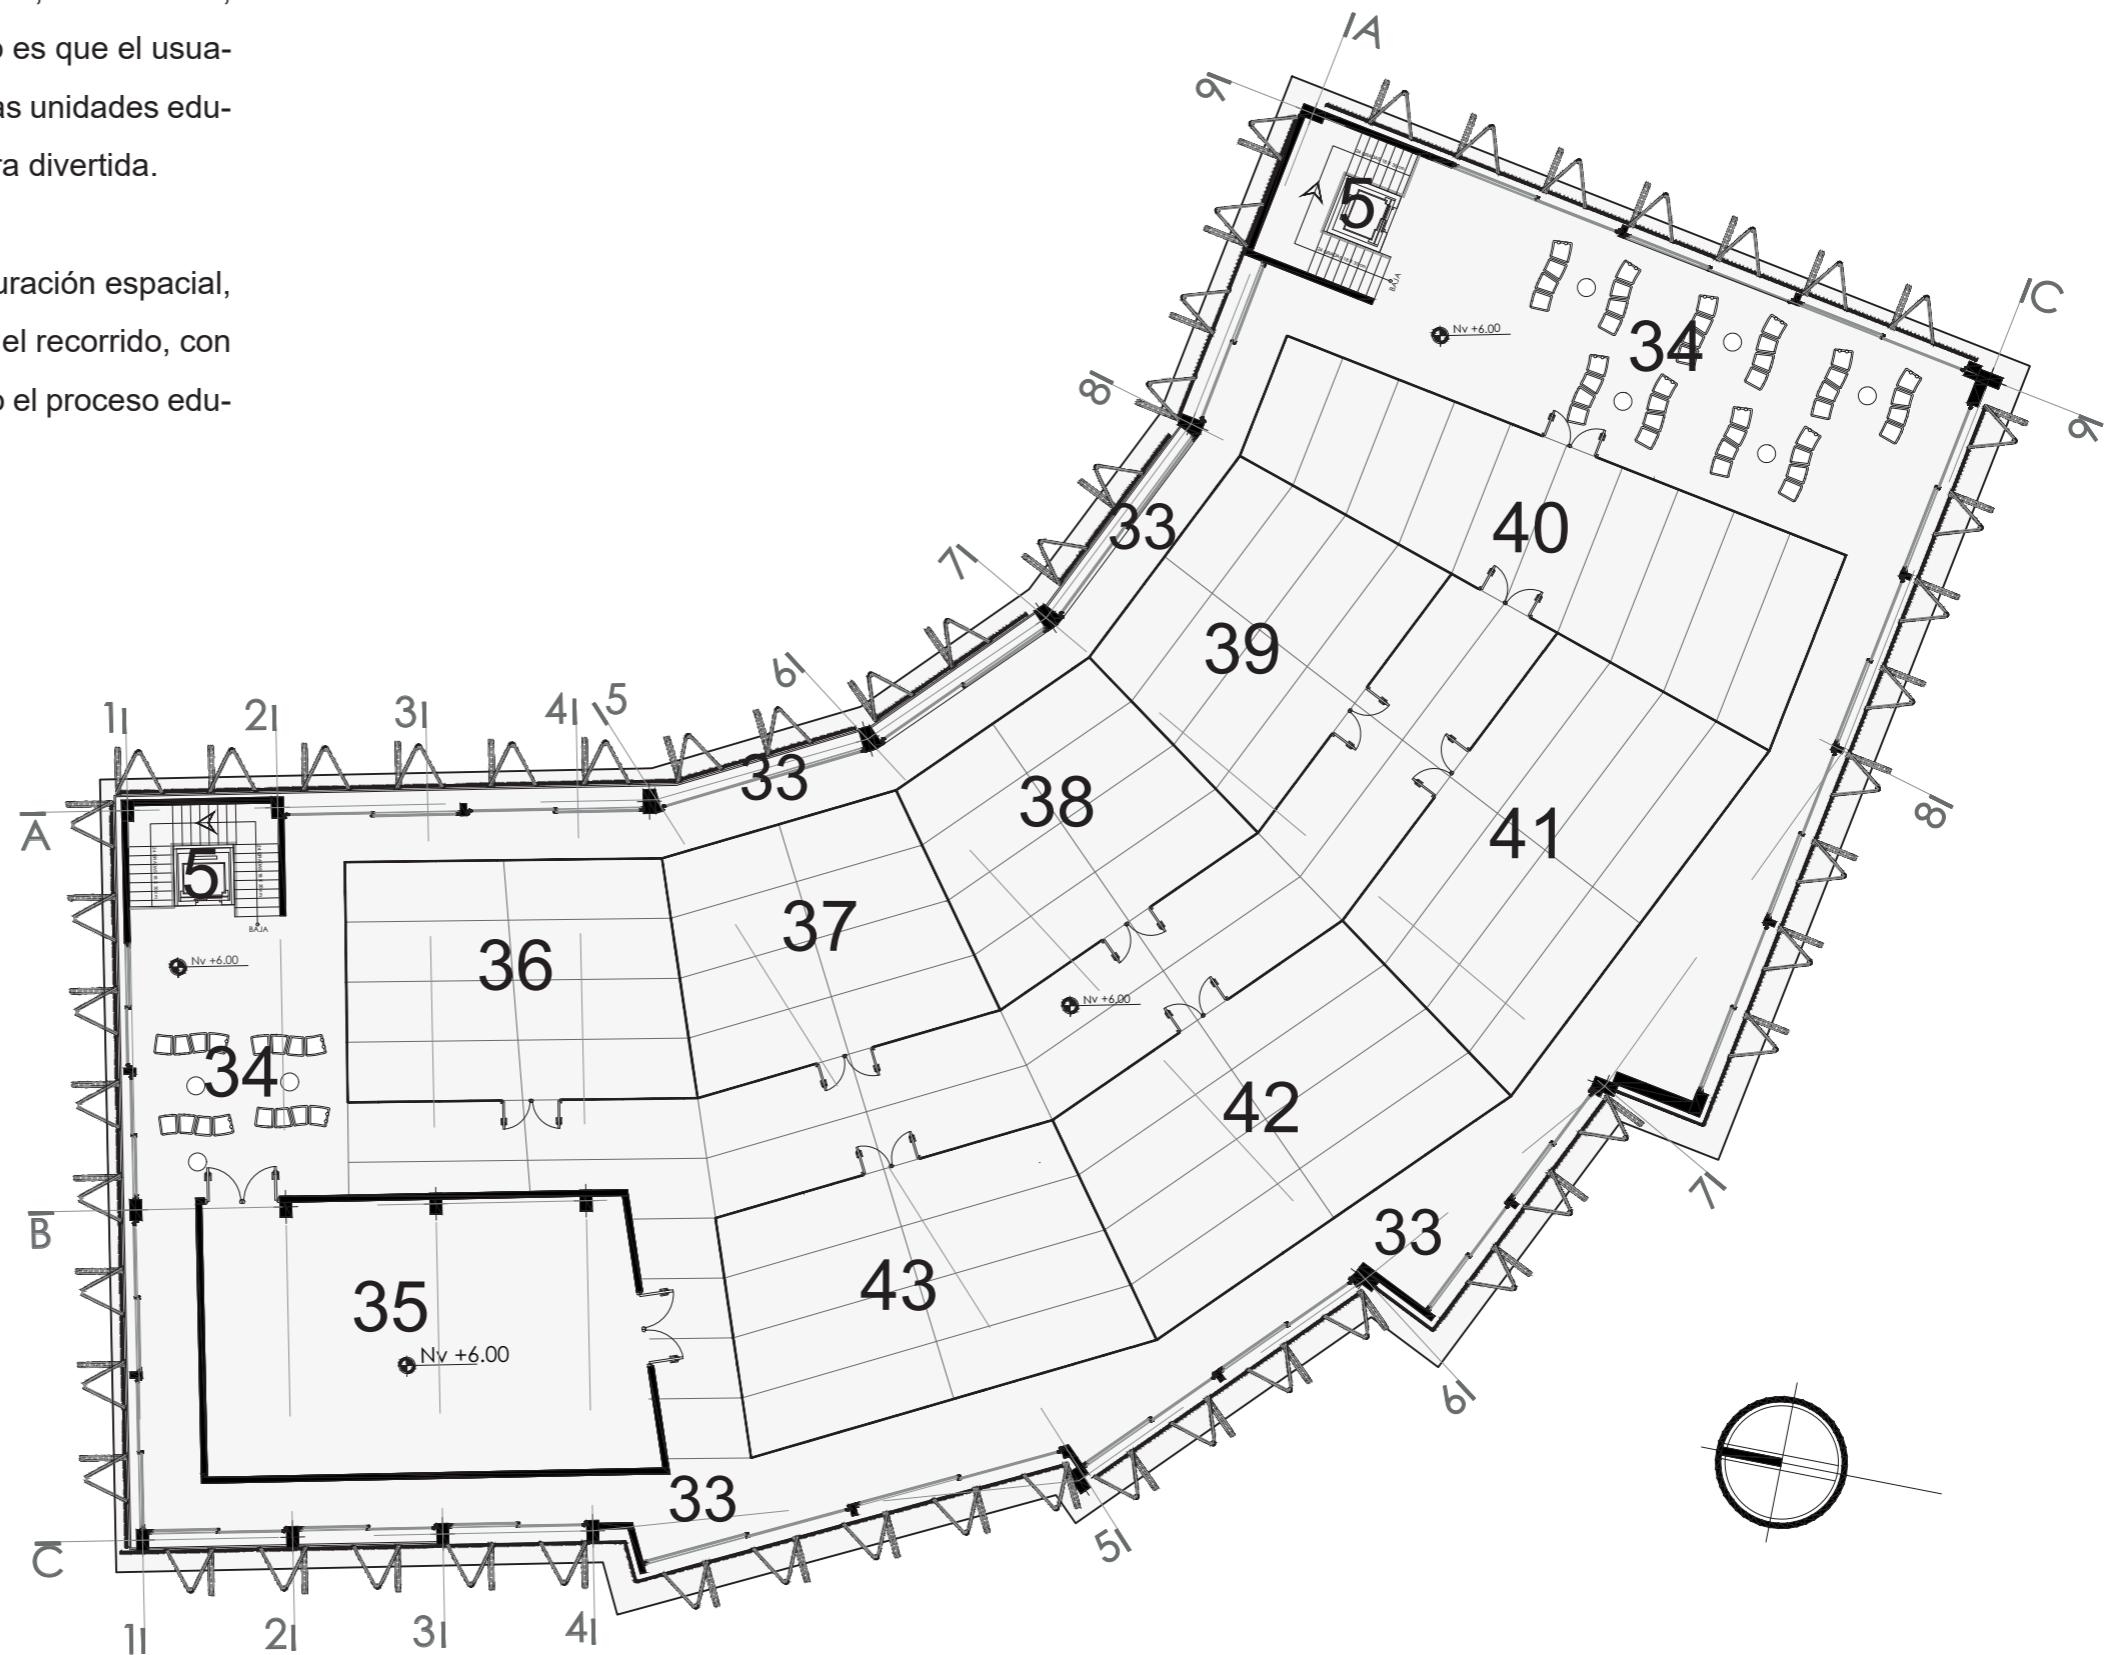 o es que el usua-
as unidades edu-
ra divertida.
uración espacial,
el recorrido, con
o el proceso edu-
A
9
C
5
Nv +6.00
34
BAJA
9
8
33
40
7
39
6
1
2
3
4
5
33
38
41
8
A
5
37
BAJA
36
Nv +6.00
Nv +6.00
34
42
7
B
33
35
43
Nv +6.00
6
33
5
C
1
2
3
4